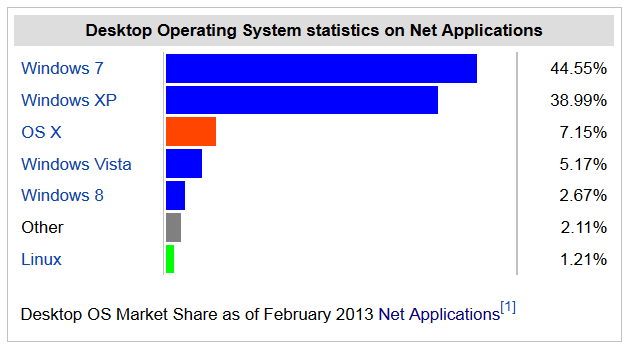 Desktop Operating System statistics on Net Applications
Windows 7 44.55%
Windows XP 38.99%
OS X 7.15%
Windows Vista 5.17%
Windows 8 2.67%
Other 2.11%
Linux 1.21%
Desktop OS Market Share as of February 2013 Net Applications[1]